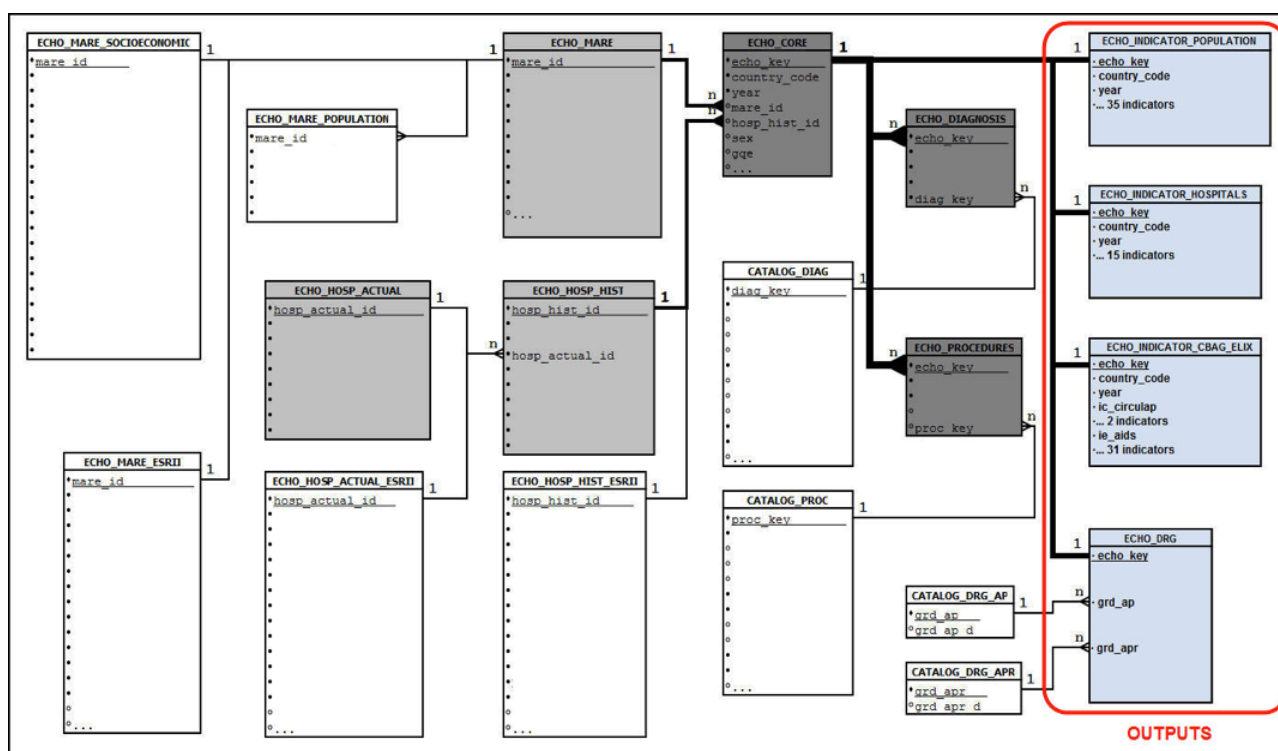 ECHO_MARE_SOCIOECONOMIC
mare_id
1
1
ECHO_MARE
mare_id
...
1
n
n
ECHO_MARE_POPULATION
mare_id
ECHO_CORE
echo_key
country_code
year
mare_id
hosp_hist_id
sex
gqe
...
1
n
ECHO_DIAGNOSIS
echo_key
diag_key
n
1
ECHO_INDICATOR_POPULATION
echo_key
country_code
year
... 35 indicators
1
ECHO_INDICATOR_HOSPITALS
echo_key
country_code
year
... 15 indicators
ECHO_HOSP_ACTUAL
hosp_actual_id
1
n
ECHO_HOSP_HIST
hosp_hist_id
hosp_actual_id
1
CATALOG_DIAG
diag_key
...
1
n
ECHO_PROCEDURES
echo_key
proc_key
n
1
ECHO_INDICATOR_CBAG_ELIX
echo_key
country_code
year
ic_circulap
... 2 indicators
ie_aids
... 31 indicators
ECHO_MARE_ESRII
mare_id
...
1
ECHO_HOSP_ACTUAL_ESRII
hosp_actual_id
...
1
ECHO_HOSP_HIST_ESRII
hosp_hist_id
...
1
CATALOG_PROC
proc_key
...
1
CATALOG_DRG_AP
grd_ap
grd_ap_d
1
n
CATALOG_DRG_APR
grd_apr
grd_apr_d
1
n
1
ECHO_DRG
echo_key
grd_ap
grd_apr
OUTPUTS